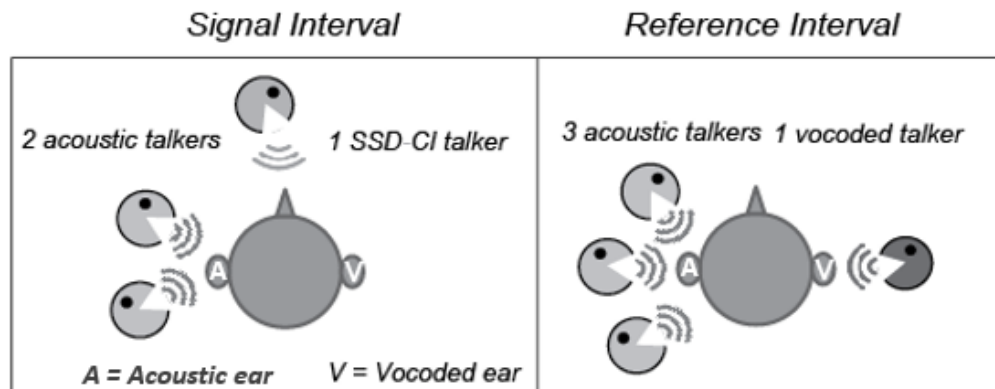 Signal Interval
Reference Interval
2 acoustic talkers
1 SSD-CI talker
3 acoustic talkers
1 vocoded talker
A
V
A
V
A = Acoustic ear
V = Vocoded ear